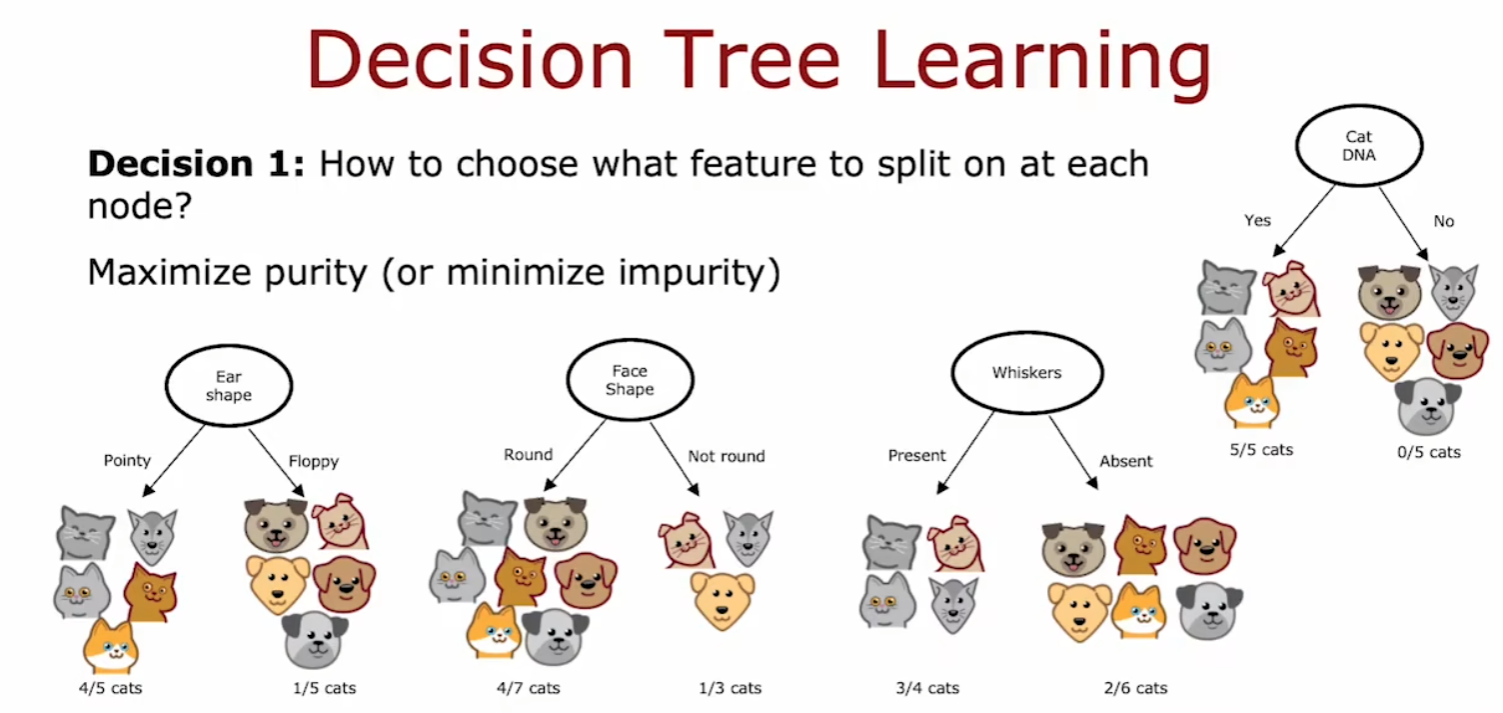 Decision Tree Learning
Decision 1: How to choose what feature to split on at each
node?
Maximize purity (or minimize impurity)
Cat
DNA
Yes
No
5/5 cats
0/5 cats
Ear
shape
Pointy
Floppy
4/5 cats
1/5 cats
Face
Shape
Round
Not round
4/7 cats
1/3 cats
Whiskers
Present
Absent
3/4 cats
2/6 cats